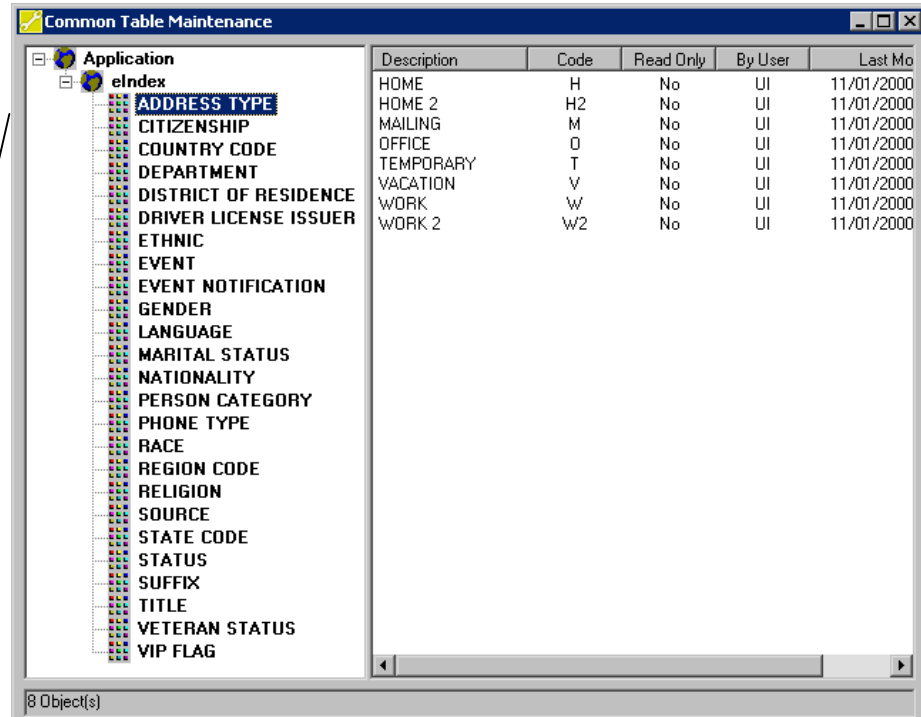 Common Table Maintenance
Application
eIndex
ADDRESS TYPE
CITIZENSHIP
COUNTRY CODE
DEPARTMENT
DISTRICT OF RESIDENCE
DRIVER LICENSE ISSUER
ETHNIC
EVENT
EVENT NOTIFICATION
GENDER
LANGUAGE
MARITAL STATUS
NATIONALITY
PERSON CATEGORY
PHONE TYPE
RACE
REGION CODE
RELIGION
SOURCE
STATE CODE
STATUS
SUFFIX
TITLE
VETERAN STATUS
VIP FLAG
Description Code Read Only By User Last Mo
HOME H No UI 11/01/2000
HOME 2 H2 No UI 11/01/2000
MAILING M No UI 11/01/2000
OFFICE O No UI 11/01/2000
TEMPORARY T No UI 11/01/2000
VACATION V No UI 11/01/2000
WORK W No UI 11/01/2000
WORK 2 W2 No UI 11/01/2000
8 Object(s)